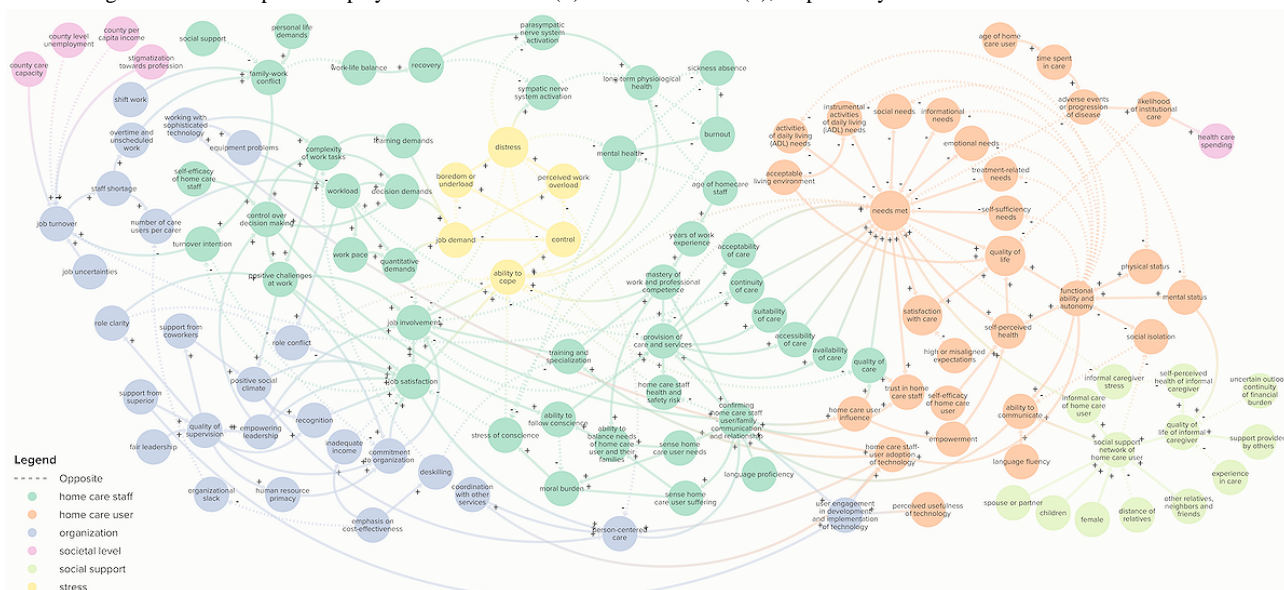 county care
capacity
county level
unemployment
county per
capita income
stigmatization
towards profession
social support
personal life
demands
family-work
conflict
work-life balance
recovery
parasympatic
nerve system
activation
sympatic nerve
system activation
long-term physiological
health
sickness absence
burnout
mental health
age of homecare
staff
shift work
overtime and
unscheduled
work
working with
sophisticated
technology
equipment problems
staff shortage
self-efficacy
of home care
staff
complexity
of work tasks
learning demands
workload
decision demands
control over
decision making
number of care
users per carer
job turnover
turnover intention
job uncertainties
work pace
quantitative
demands
positive challenges
at work
distress
boredom or
underload
perceived work
overload
job demand
control
ability to
cope
years of work
experience
acceptability
of care
mastery of
work and professional
competence
continuity
of care
suitability
of care
accessibility
of care
availability
of care
quality of
care
provision of
care and services
training and
specialization
home care staff
health and
safety risk
job involvement
job satisfaction
role clarity
support from
coworkers
role conflict
positive social
climate
support from
superior
recognition
quality of
supervision
empowering
leadership
fair leadership
inadequate
income
commitment
to organization
deskilling
coordination
with other
services
organizational
slack
human resource
privacy
emphasis on
cost-effectiveness
stress of conscience
ability to
follow conscience
ability to
balance needs
of home care
user and their
families
sense home
care user needs
moral burden
sense home
care user suffering
confirming
home care staff
user/family
communication
and relationship
language proficiency
person-centered
care
age of home
care user
time spent
in care
adverse events
or progression
of disease
likelihood
of institutional
care
health care
spending
activities
of daily living
(ADL) needs
instrumental
activities
of daily living
(IADL) needs
social needs
informational
needs
emotional needs
acceptable
living environment
treatment-related
needs
needs met
self-sufficiency
needs
quality of
life
functional
ability and
autonomy
physical status
mental status
satisfaction
with care
self-perceived
health
social isolation
high or misaligned
expectations
trust in home
care staff
self-efficacy
of home care
user
home care user
influence
empowerment
ability to
communicate
home care staff-
user adoption
of technology
language fluency
user engagement
in development
and implementation
of technology
perceived usefulness
of technology
informal caregiver
stress
self-perceived
health of informal
caregiver
informal care
of home care
user
quality of
life of informal
caregiver
continuity
of financial
burden
social support
network of
home care user
support provided
by others
experience
in care
spouse or partner
children
female
distance of
relatives
other relatives,
neighbors and
friends
Legend
Opposite
home care staff
home care user
organization
societal level
social support
stress